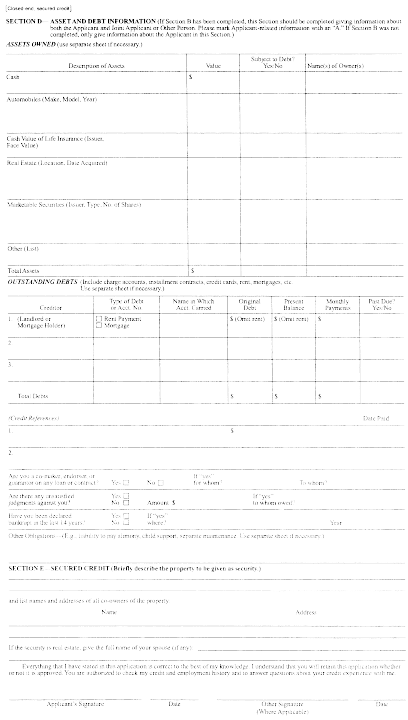 [Closed end, secured credit]
SECTION D - ASSET AND DEBT INFORMATION (If Section B has been completed, this Section should be completed giving information about
both the Applicant and Joint Applicant or Other Person. Please mark Applicant-related information with an "A." If Section B was not
completed, only give information about the Applicant in this Section.)
ASSETS OWNED (use separate sheet if necessary.)
Description of Assets Value Subject to Debt? Yes/No Name(s) of Owner(s)
Cash $
Automobiles (Make, Model, Year)
Cash Value of Life Insurance (Issuer,
Face Value)
Real Estate (Location, Date Acquired)
Marketable Securities (Issuer, Type, No. of Shares)
Other (List)
Total Assets $
OUTSTANDING DEBTS (Include charge accounts, installment contracts, credit cards, rent, mortgages, etc.
Use separate sheet if necessary.)
Creditor Type of Debt or Acct. No. Name in Which Acct. Carried Original Debt Present Balance Monthly Payments Past Due? Yes/No
1. (Landlord or Rent Payment $ (Omit rent) $ (Omit rent) $
Mortgage Holder) Mortgage
2.
3.
Total Debts $ $ $
(Credit References) Date Paid
1. $
2.
Are you a co-maker, endorser, or If "yes"
guarantor on any loan or contract? Yes No for whom? To whom?
Are there any unsatisfied Yes If "yes"
judgments against you? No Amount $ to whom owed?
Have you been declared Yes If "yes"
bankrupt in the last 14 years? No where? Year
Other Obligations - (E.g., liability to pay alimony, child support, separate maintenance. Use separate sheet if necessary.)
SECTION E - SECURED CREDIT (Briefly describe the property to be given as security.)
and list names and addresses of all co-owners of the property.
Name Address
If the security is real estate, give the full name of your spouse (if any):
Everything that I have stated in this application is correct to the best of my knowledge. I understand that you will retain this application whether
or not it is approved. You are authorized to check my credit and employment history and to answer questions about your credit experience with me.
Applicant's Signature Date Other Signature Date
(Where Applicable)